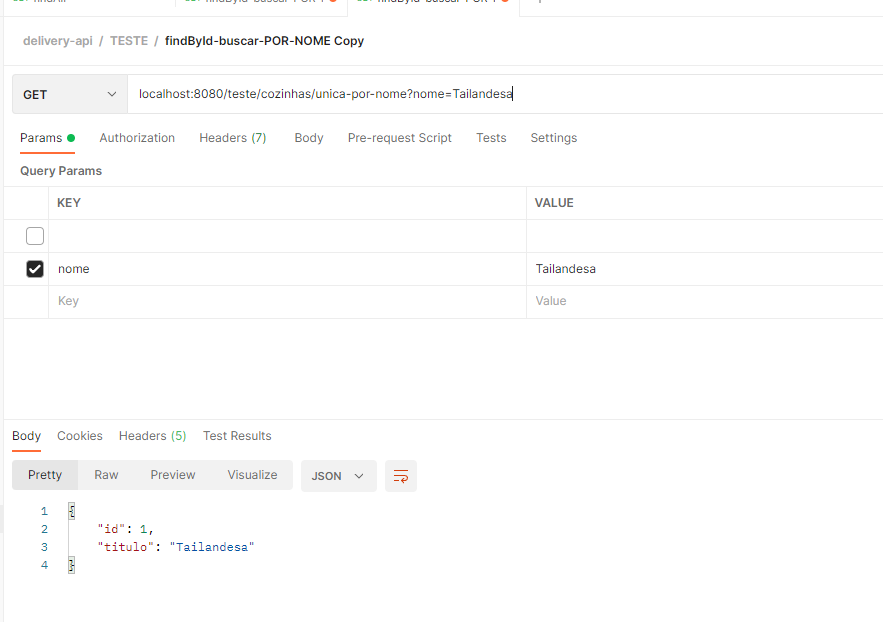 delivery-api / TESTE / findById-buscar-POR-NOME Copy
GET localhost:8080/teste/cozinhas/unica-por-nome?nome=Tailandesa
Params Authorization Headers (7) Body Pre-request Script Tests Settings
Query Params
KEY VALUE
nome Tailandesa
Key Value
Body Cookies Headers (5) Test Results
Pretty Raw Preview Visualize JSON
1 {
2 "id": 1,
3 "titulo": "Tailandesa"
4 }